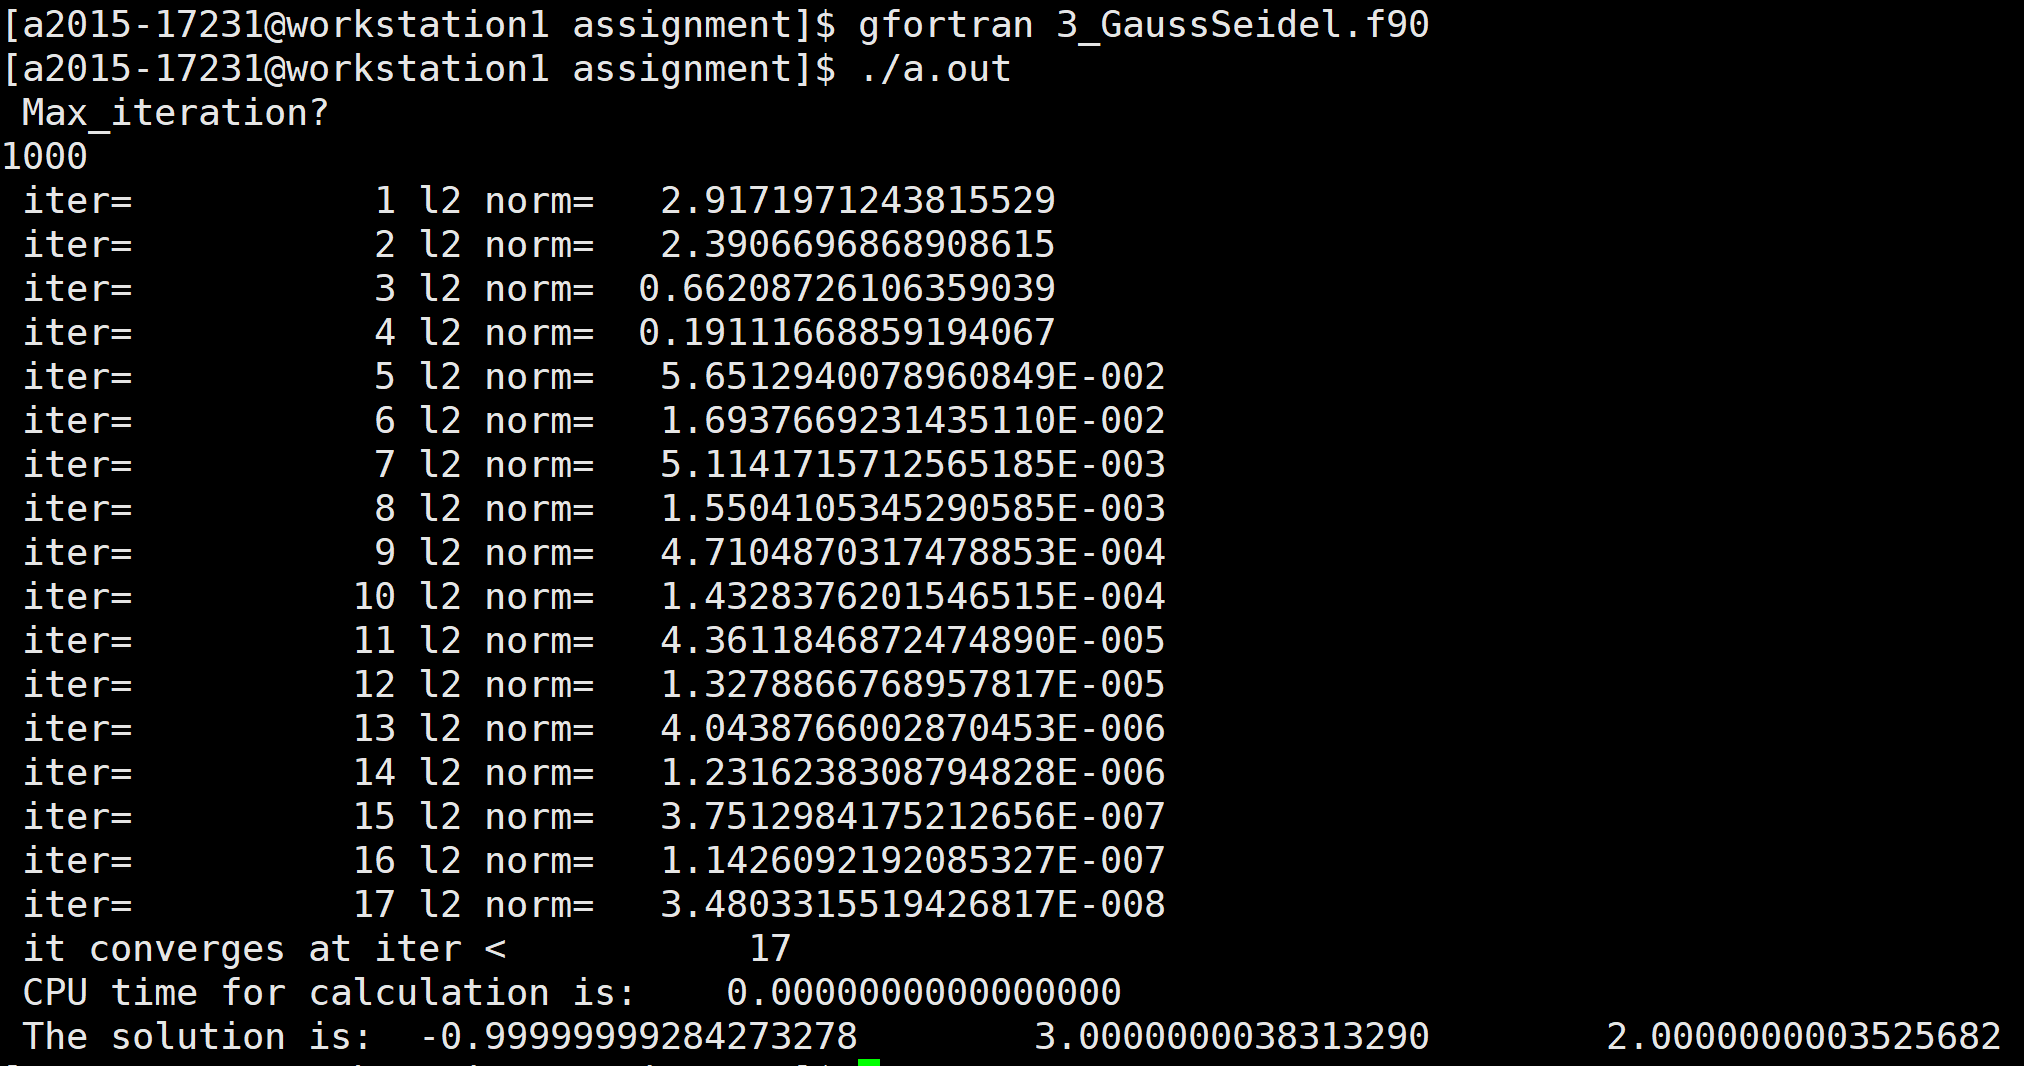 [a2015-17231@workstation1 assignment]$ gfortran 3_GaussSeidel.f90
[a2015-17231@workstation1 assignment]$ ./a.out
Max_iteration?
1000
iter= 1 l2 norm= 2.9171971243815529
iter= 2 l2 norm= 2.3906696868908615
iter= 3 l2 norm= 0.66208726106359039
iter= 4 l2 norm= 0.19111668859194067
iter= 5 l2 norm= 5.6512940078960849E-002
iter= 6 l2 norm= 1.6937669231435110E-002
iter= 7 l2 norm= 5.1141715712565185E-003
iter= 8 l2 norm= 1.5504105345290585E-003
iter= 9 l2 norm= 4.7104870317478853E-004
iter= 10 l2 norm= 1.4328376201546515E-004
iter= 11 l2 norm= 4.3611846872474890E-005
iter= 12 l2 norm= 1.3278866768957817E-005
iter= 13 l2 norm= 4.0438766002870453E-006
iter= 14 l2 norm= 1.2316238308794828E-006
iter= 15 l2 norm= 3.7512984175212656E-007
iter= 16 l2 norm= 1.1426092192085327E-007
iter= 17 l2 norm= 3.4803315519426817E-008
it converges at iter < 17
CPU time for calculation is: 0.0000000000000000
The solution is: -0.99999999284273278 3.0000000038313290 2.0000000003525682